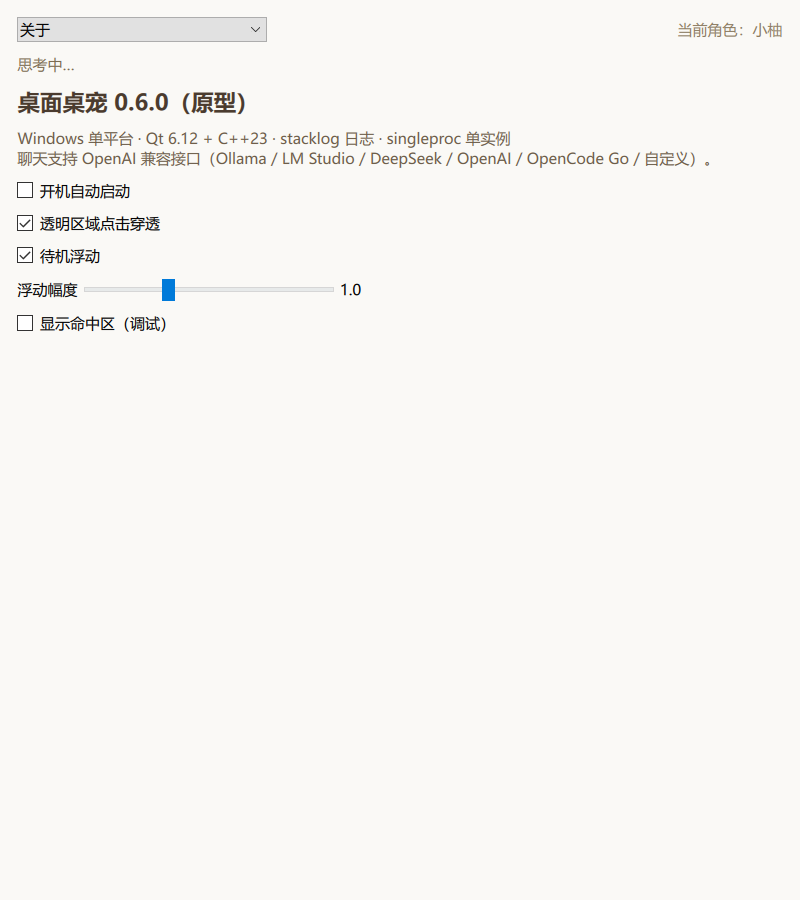 关于
当前角色：小柚
思考中...
桌面桌宠 0.6.0（原型）
Windows 单平台 · Qt 6.12 + C++23 · stacklog 日志 · singleproc 单实例
聊天支持 OpenAI 兼容接口（Ollama / LM Studio / DeepSeek / OpenAI / OpenCode Go / 自定义）。
开机自动启动
透明区域点击穿透
待机浮动
浮动幅度 1.0
显示命中区（调试）